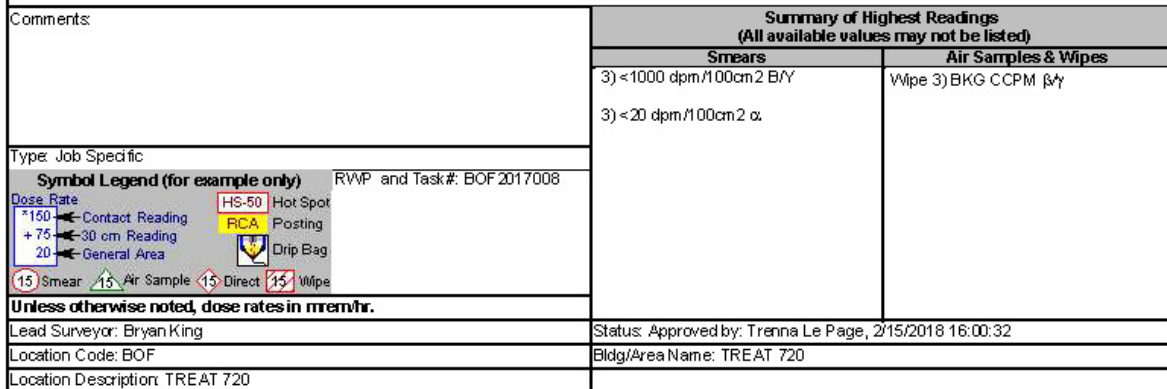 Comments:
Summary of Highest Readings
(All available values may not be listed)
Smears
Air Samples & Wipes
3) <1000 dpm/100cm2 B/Y
Wipe 3) BKG CCPM β/γ
3) <20 dpm/100cm2 α
Type: Job Specific
Symbol Legend (for example only)
RWP and Task#: BOF2017008
Dose Rate
*150 Contact Reading
+ 75 30 cm Reading
20 General Area
HS-50 Hot Spot
RCA Posting
Drip Bag
15 Smear 15 Air Sample 15 Direct 15 Wipe
Unless otherwise noted, dose rates in mrem/hr.
Lead Surveyor: Bryan King
Status: Approved by: Trenna Le Page, 2/15/2018 16:00:32
Location Code: BOF
Bldg/Area Name: TREAT 720
Location Description: TREAT 720